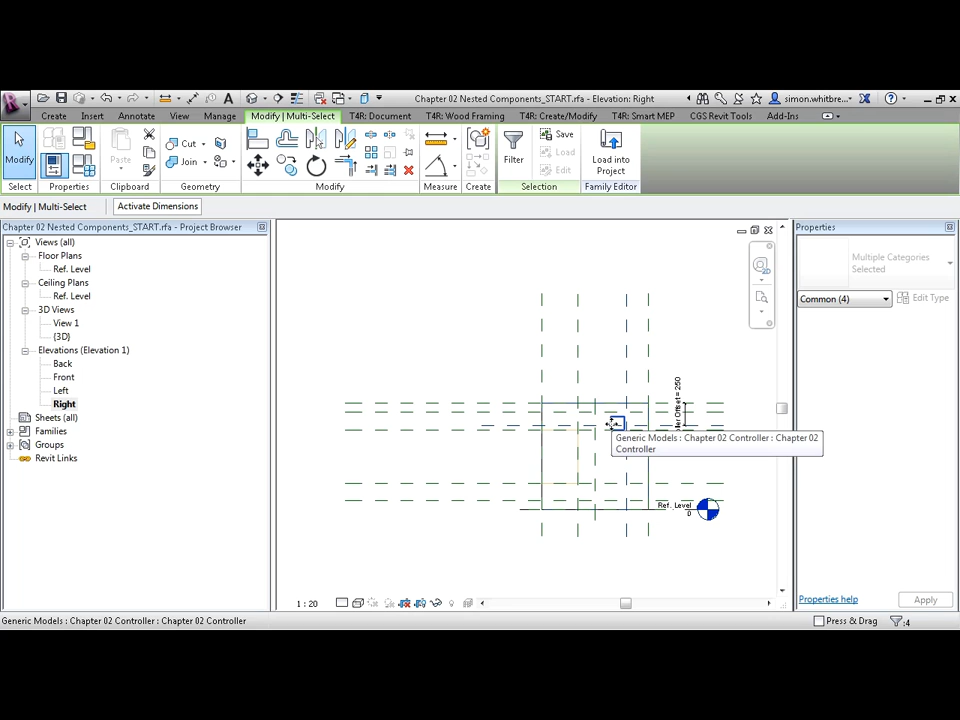 Chapter 02 Nested Components_START.rfa - Elevation: Right
simon.whitbre...
Create Insert Annotate View Manage Modify | Multi-Select T4R: Document T4R: Wood Framing T4R: Create/Modify T4R: Smart MEP CGS Revit Tools Add-Ins
Modify
Paste
Cut
Join
Filter
Save
Load
Edit
Load into
Project
Select Properties Clipboard Geometry Modify Measure Create Selection Family Editor
Modify | Multi-Select
Activate Dimensions
Chapter 02 Nested Components_START.rfa - Project Browser
Views (all)
Floor Plans
Ref. Level
Ceiling Plans
Ref. Level
3D Views
View 1
{3D}
Elevations (Elevation 1)
Back
Front
Left
Right
Sheets (all)
Families
Groups
Revit Links
2D
ller Offset = 250
Generic Models : Chapter 02 Controller : Chapter 02
Controller
Ref. Level
0
1 : 20
Properties
Multiple Categories
Selected
Common (4)
Edit Type
Properties help
Apply
Generic Models : Chapter 02 Controller : Chapter 02 Controller
Press & Drag
:4